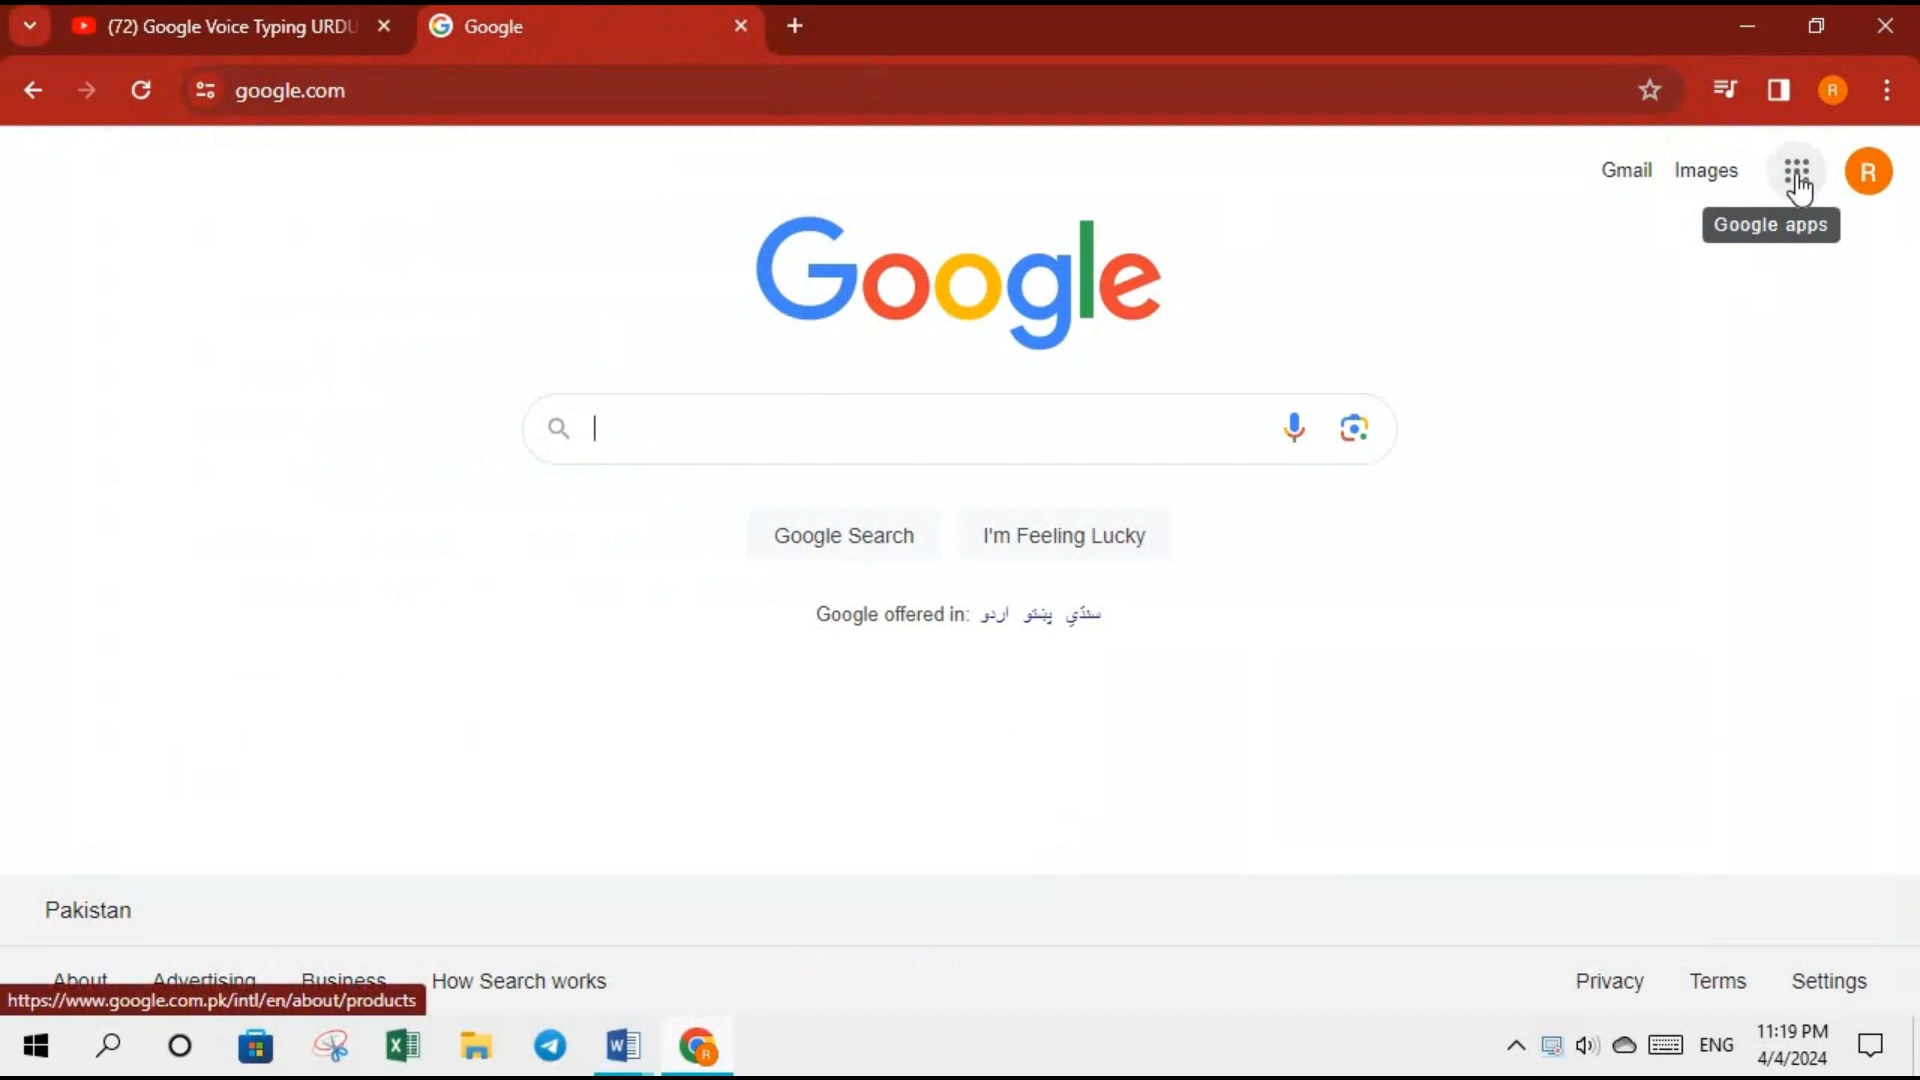 (72) Google Voice Typing URDU
Google
google.com
Gmail
Images
R
R
Google apps
Google
Google Search
I'm Feeling Lucky
Google offered in: اردو پښتو سنڌي
Pakistan
About
Advertising
Business
How Search works
Privacy
Terms
Settings
https://www.google.com.pk/intl/en/about/products
R
ENG
11:19 PM
4/4/2024